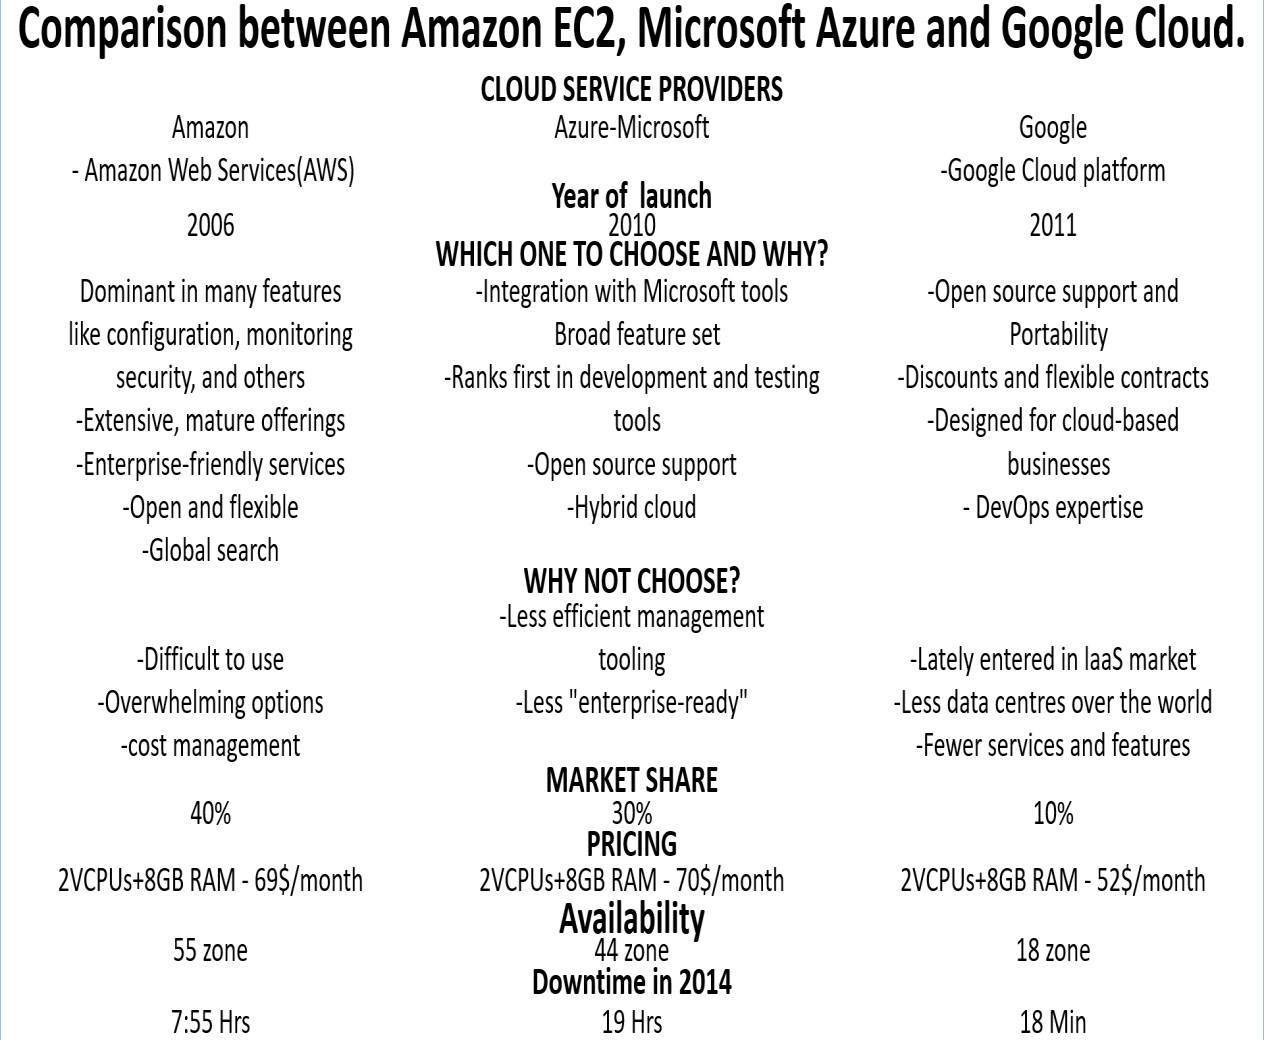 Comparison between Amazon EC2, Microsoft Azure and Google Cloud.
CLOUD SERVICE PROVIDERS
Amazon
- Amazon Web Services(AWS)
Azure-Microsoft
Google
-Google Cloud platform
Year of  launch
2006
2010
2011
WHICH ONE TO CHOOSE AND WHY?
Dominant in many features
like configuration, monitoring
security, and others
-Extensive, mature offerings
-Enterprise-friendly services
-Open and flexible
-Global search
-Integration with Microsoft tools
Broad feature set
-Ranks first in development and testing
tools
-Open source support
-Hybrid cloud
-Open source support and
Portability
-Discounts and flexible contracts
-Designed for cloud-based
businesses
- DevOps expertise
WHY NOT CHOOSE?
-Difficult to use
-Overwhelming options
-cost management
-Less efficient management
tooling
-Less "enterprise-ready"
-Lately entered in IaaS market
-Less data centres over the world
-Fewer services and features
MARKET SHARE
40%
30%
10%
PRICING
2VCPUs+8GB RAM - 69$/month
2VCPUs+8GB RAM - 70$/month
2VCPUs+8GB RAM - 52$/month
Availability
55 zone
44 zone
18 zone
Downtime in 2014
7:55 Hrs
19 Hrs
18 Min